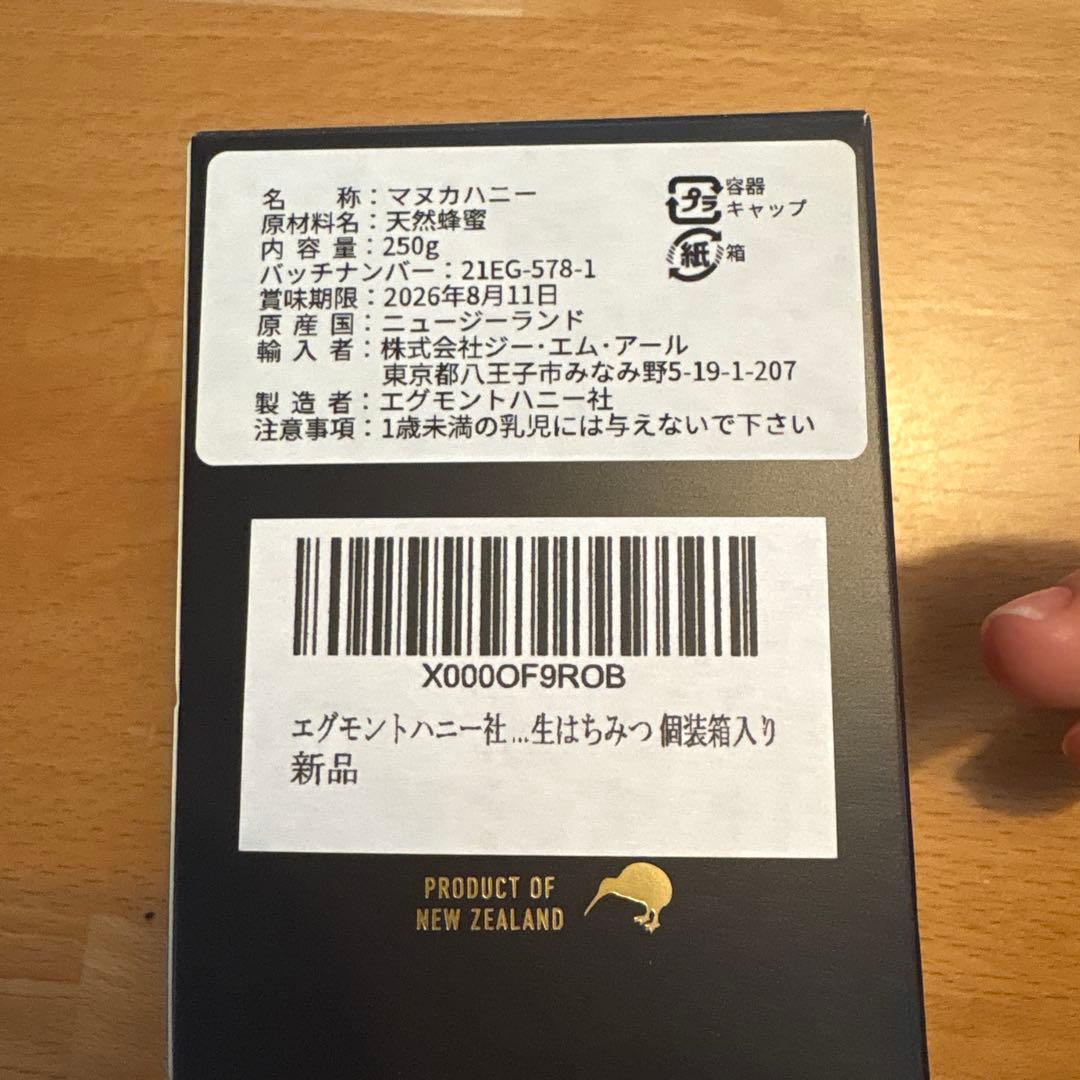 名　　称：マヌカハニー
原材料名：天然蜂蜜
内 容 量：250g
バッチナンバー：21EG-578-1
賞味期限：2026年8月11日
原 産 国：ニュージーランド
輸 入 者：株式会社ジー・エム・アール
東京都八王子市みなみ野5-19-1-207
製 造 者：エグモントハニー社
注意事項：1歳未満の乳児には与えないで下さい
プラ
容器
キャップ
紙
箱
X000OF9ROB
エグモントハニー社...生はちみつ 個装箱入り
新品
PRODUCT OF
NEW ZEALAND